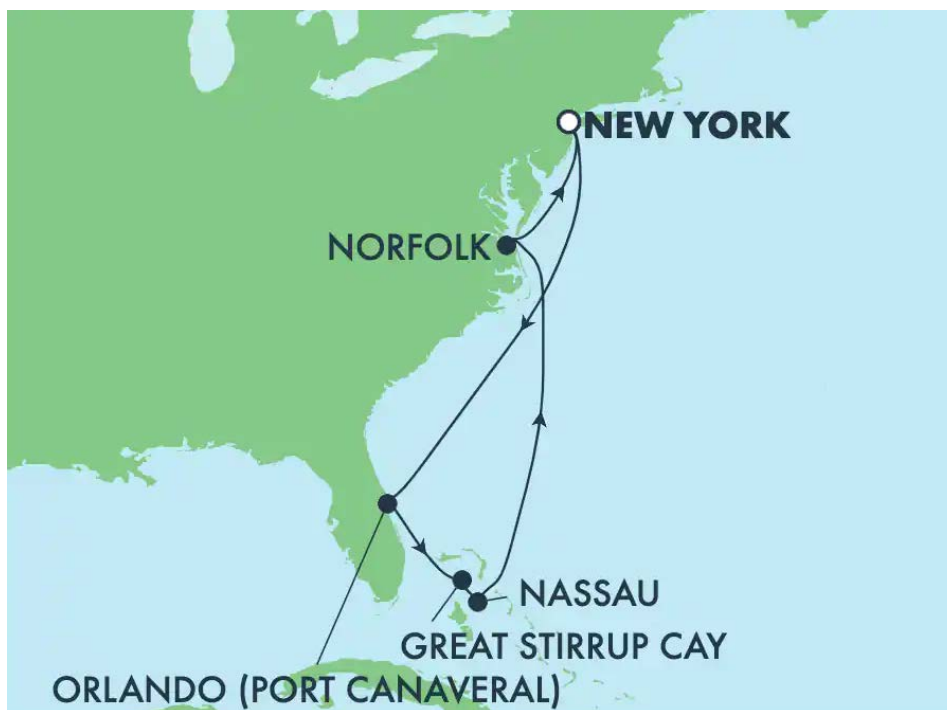 NEW YORK
NORFOLK
NASSAU
GREAT STIRRUP CAY
ORLANDO (PORT CANAVERAL)